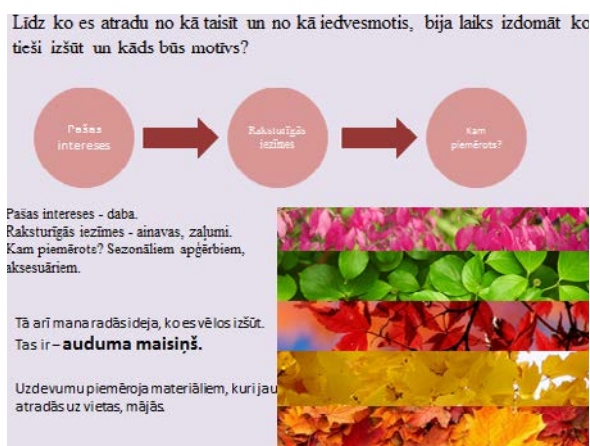 Līdz ko es atradu no kā taisīt un no kā iedvesmotis, bija laiks izdomāt ko
tieši izšūt un kāds būs motīvs?
Pašas
intereses
Raksturīgās
iezīmes
Kam
piemērots?
Pašas intereses - daba.
Raksturīgās iezīmes - ainavas, zaļumi.
Kam piemērots? Sezonāliem apģērbiem,
aksesuāriem.
Tā arī mana radās ideja, ko es vēlos izšūt.
Tas ir – auduma maisiņš.
Uzdevumu piemēroja materiāliem, kuri jau
atradās uz vietas, mājās.